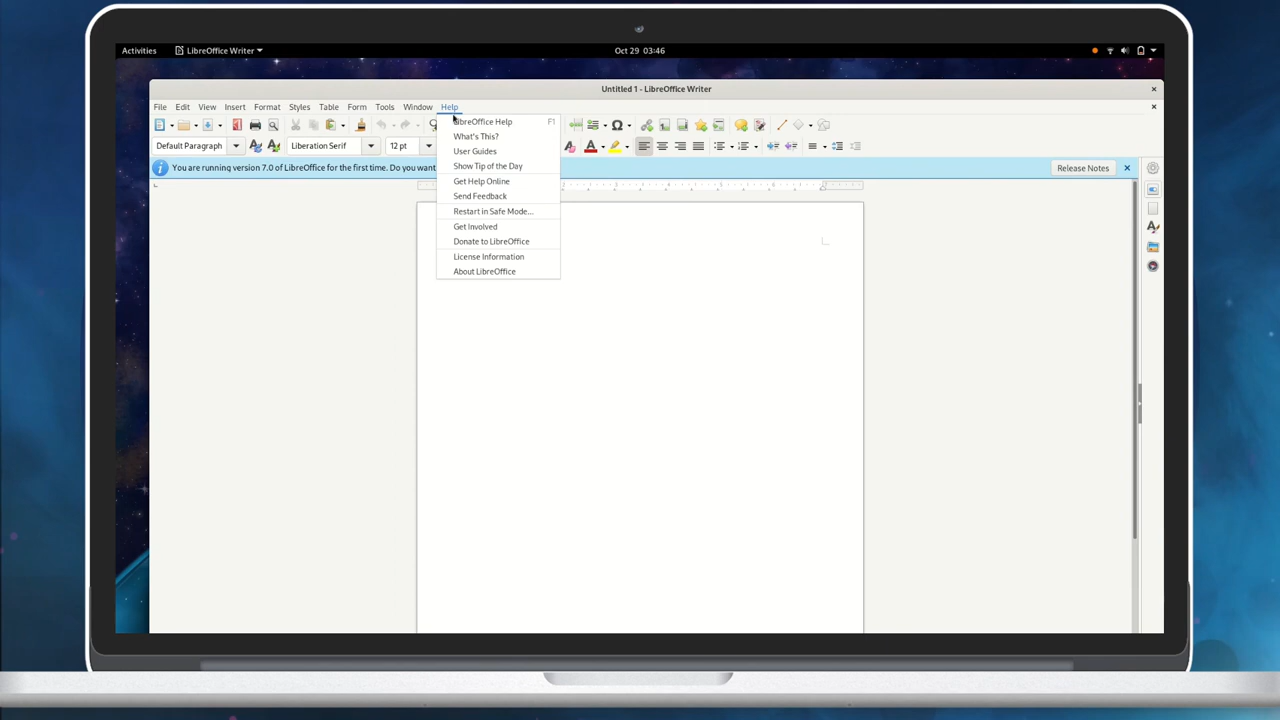 Activities LibreOffice Writer Oct 29 03:46
Untitled 1 - LibreOffice Writer
File Edit View Insert Format Styles Table Form Tools Window Help
Default Paragraph Liberation Serif 12 pt
You are running version 7.0 of LibreOffice for the first time. Do you want Release Notes
LibreOffice Help F1
What's This?
User Guides
Show Tip of the Day
Get Help Online
Send Feedback
Restart in Safe Mode...
Get Involved
Donate to LibreOffice
License Information
About LibreOffice